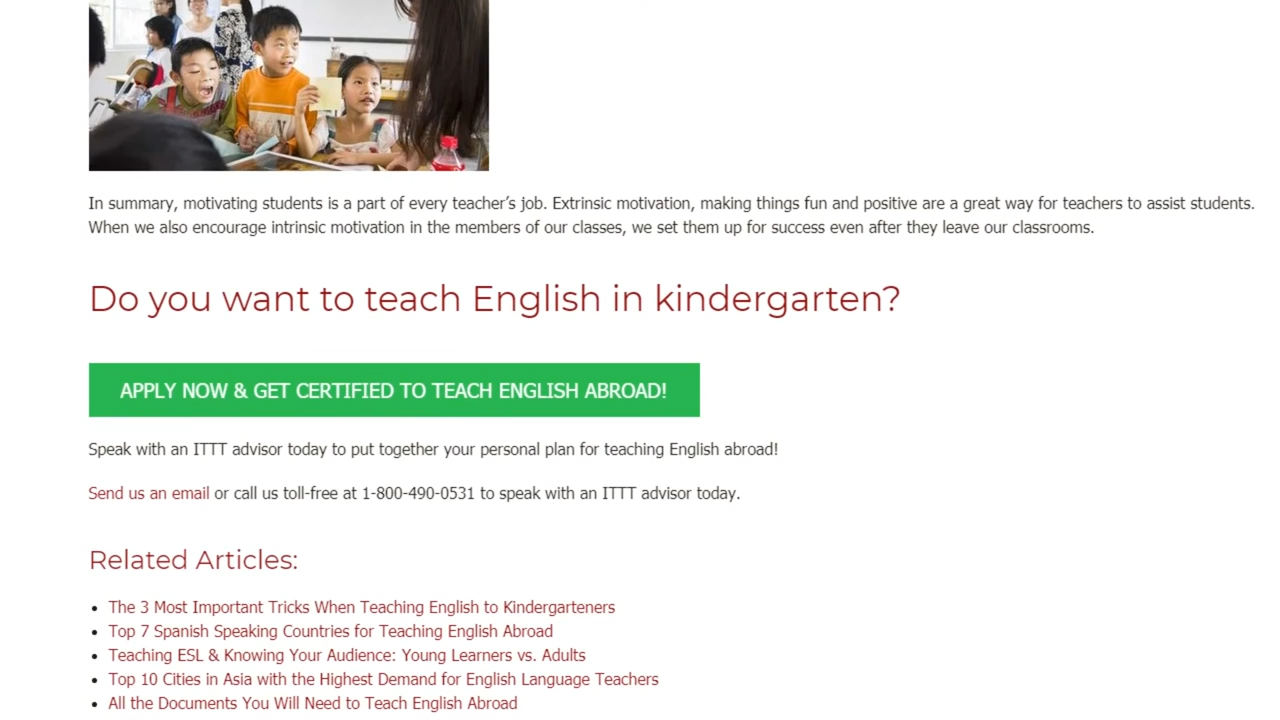 In summary, motivating students is a part of every teacher's job. Extrinsic motivation, making things fun and positive are a great way for teachers to assist students.
When we also encourage intrinsic motivation in the members of our classes, we set them up for success even after they leave our classrooms.
Do you want to teach English in kindergarten?
APPLY NOW & GET CERTIFIED TO TEACH ENGLISH ABROAD!
Speak with an ITTT advisor today to put together your personal plan for teaching English abroad!
Send us an email or call us toll-free at 1-800-490-0531 to speak with an ITTT advisor today.
Related Articles:
• The 3 Most Important Tricks When Teaching English to Kindergarteners
• Top 7 Spanish Speaking Countries for Teaching English Abroad
• Teaching ESL & Knowing Your Audience: Young Learners vs. Adults
• Top 10 Cities in Asia with the Highest Demand for English Language Teachers
• All the Documents You Will Need to Teach English Abroad